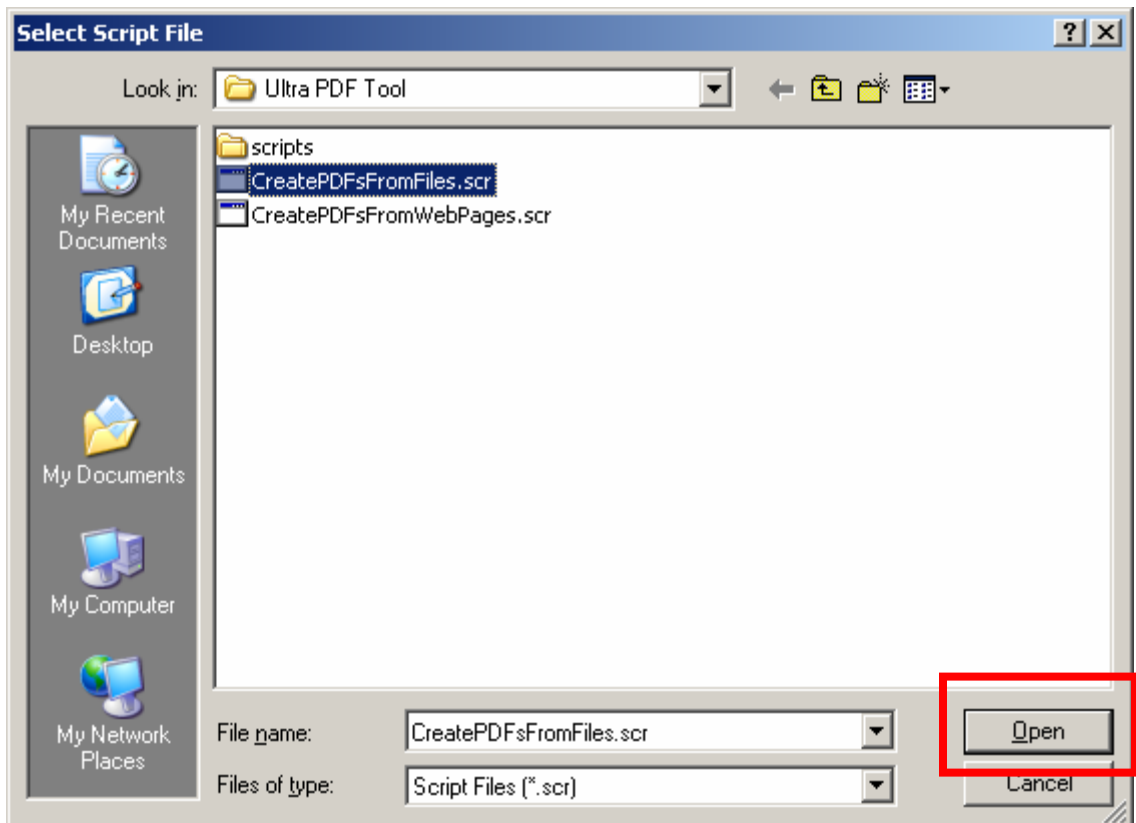 Select Script File
Look in: Ultra PDF Tool
scripts
CreatePDFsFromFiles.scr
CreatePDFsFromWebPages.scr
My Recent
Documents
Desktop
My Documents
My Computer
My Network
Places
File name: CreatePDFsFromFiles.scr Open
Files of type: Script Files (*.scr) Cancel